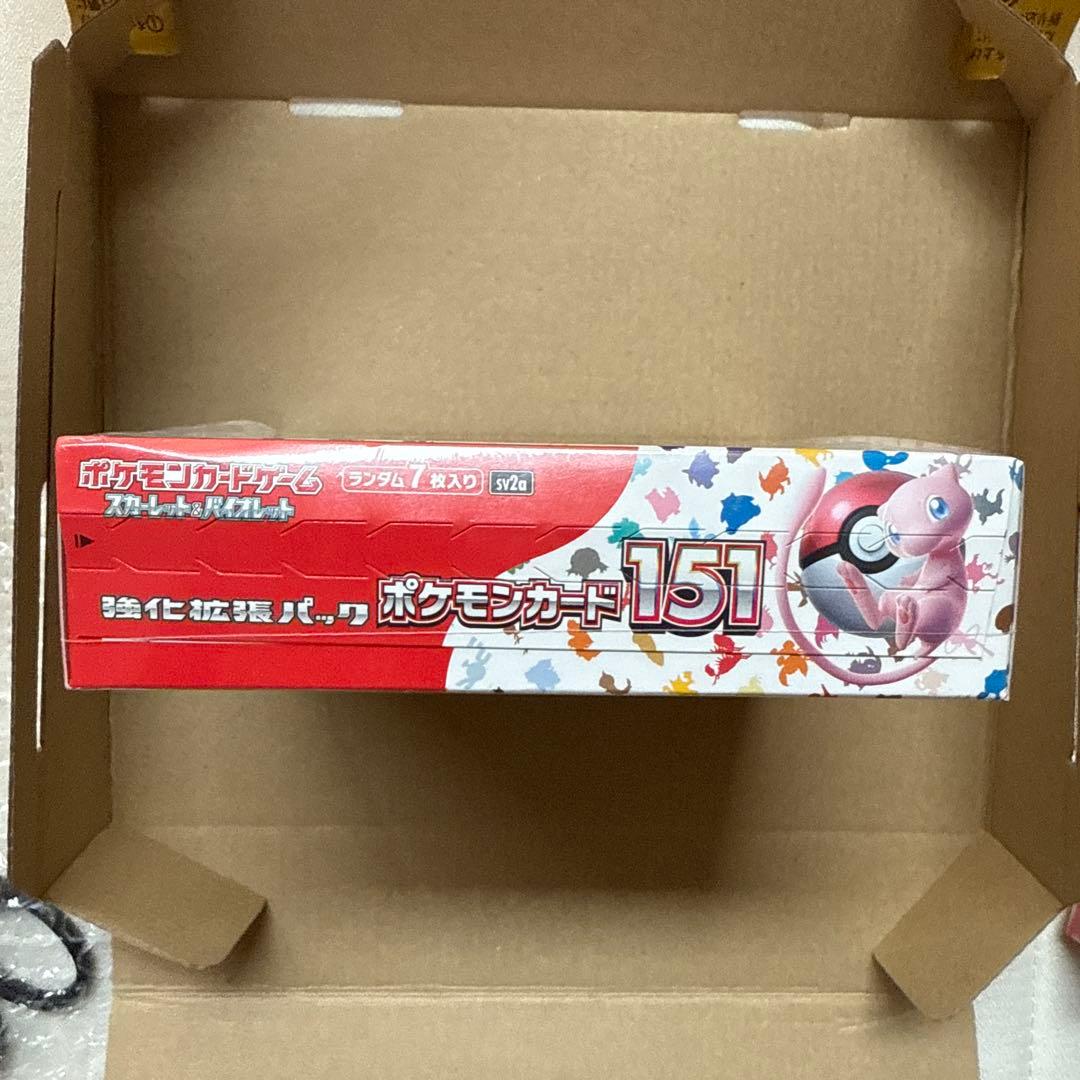 ポケモンカードゲーム
スカーレット&バイオレット
ランダム7枚入り
sv2a
強化拡張パック
ポケモンカード151